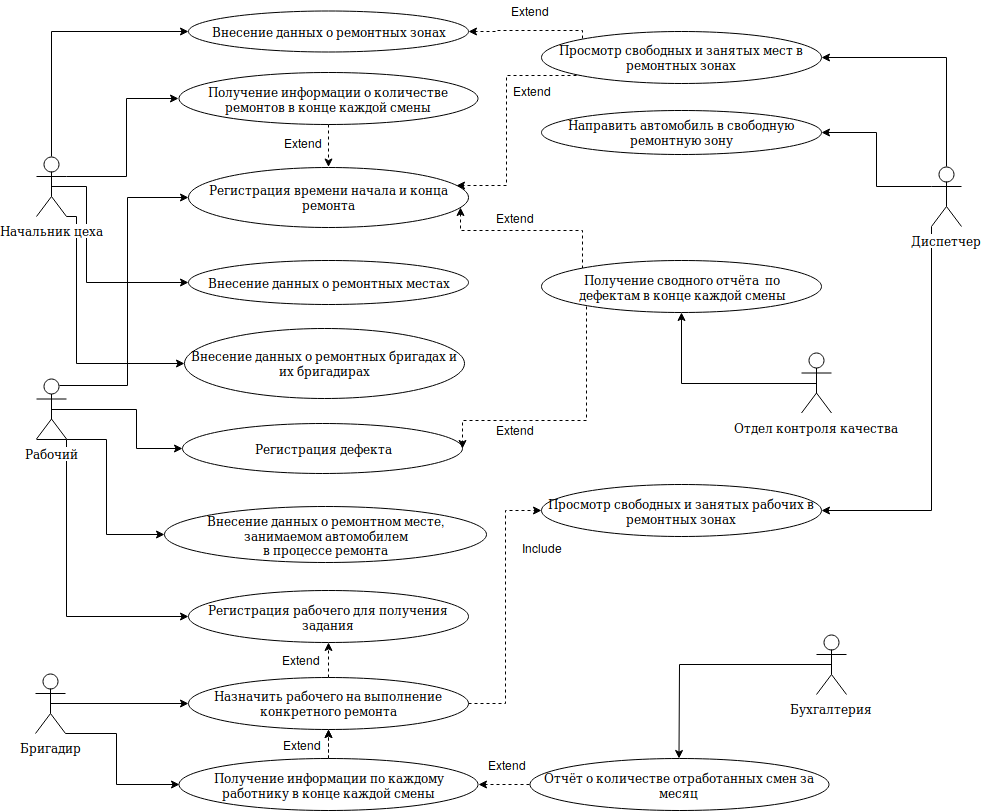 Extend
Внесение данных о ремонтных зонах
Просмотр свободных и занятых мест в
ремонтных зонах
Получение информации о количестве
ремонтов в конце каждой смены
Extend
Направить автомобиль в свободную
ремонтную зону
Extend
Регистрация времени начала и конца
ремонта
Extend
Начальник цеха
Диспетчер
Внесение данных о ремонтных местах
Получение сводного отчёта по
дефектам в конце каждой смены
Внесение данных о ремонтных бригадах и
их бригадирах
Отдел контроля качества
Extend
Рабочий
Регистрация дефекта
Просмотр свободных и занятых рабочих в
ремонтных зонах
Внесение данных о ремонтном месте,
занимаемом автомобилем
в процессе ремонта
Include
Регистрация рабочего для получения
задания
Extend
Назначить рабочего на выполнение
конкретного ремонта
Бухгалтерия
Бригадир
Extend
Extend
Получение информации по каждому
работнику в конце каждой смены
Отчёт о количестве отработанных смен за
месяц